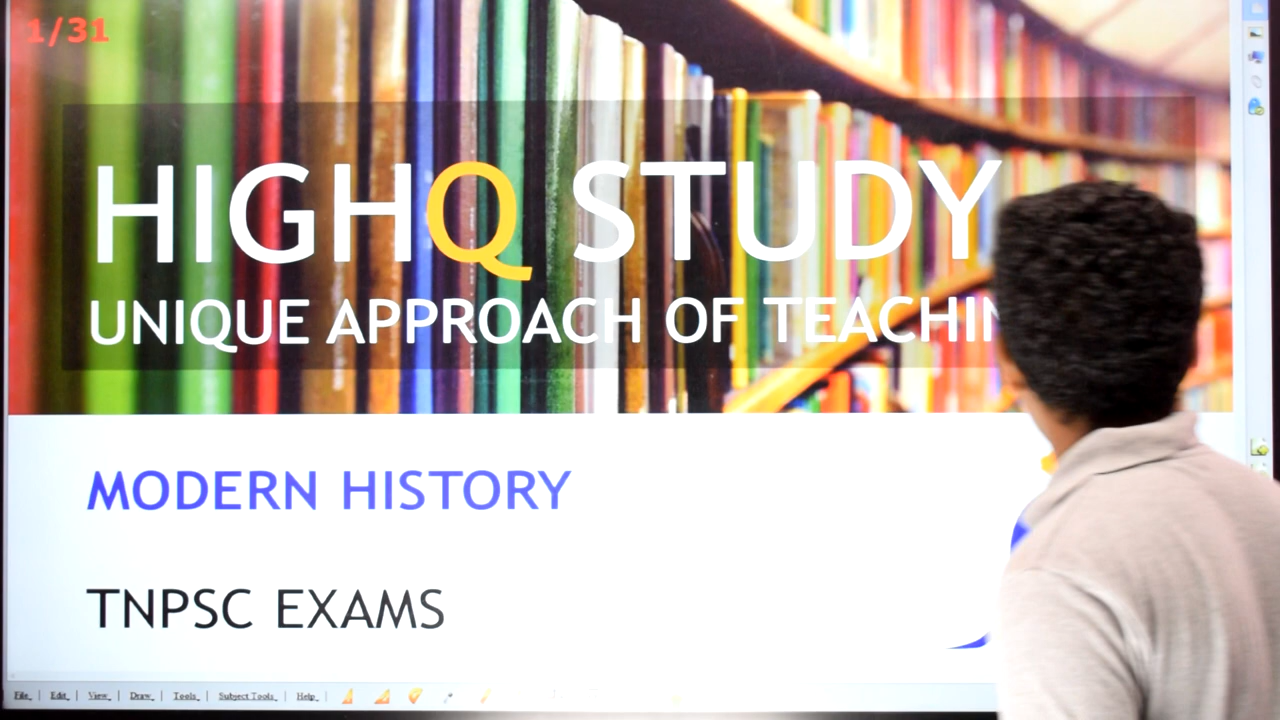 1/31
HIGHQ STUDY
UNIQUE APPROACH OF
MODERN HISTORY
TNPSC EXAMS
File Edit View Draw Tools Subject Tools Help